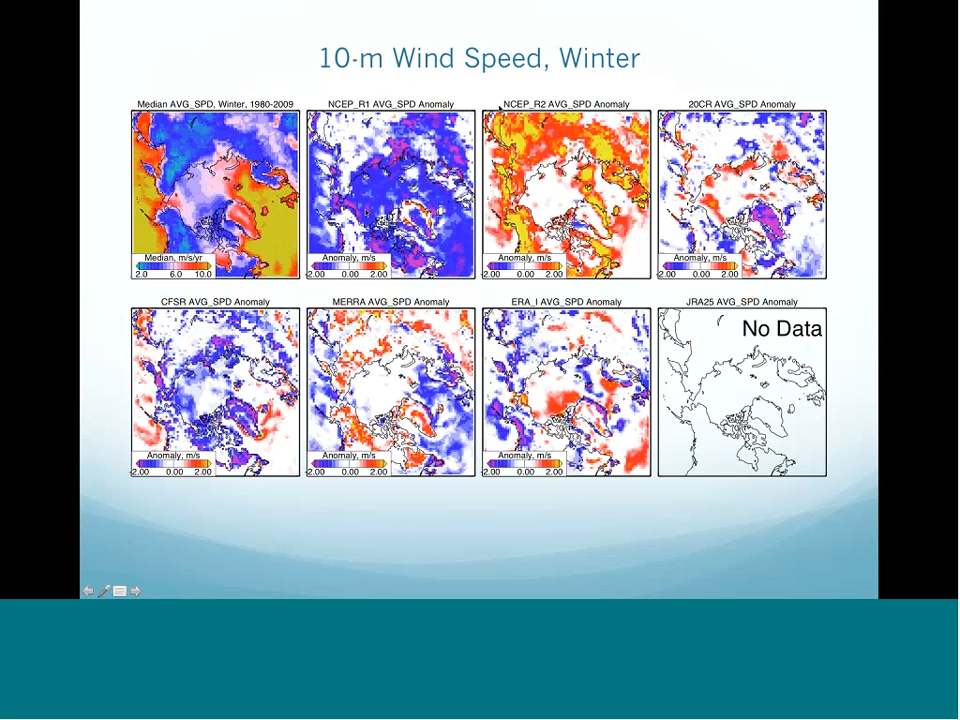 10-m Wind Speed, Winter
Median AVG_SPD, Winter, 1980-2009
NCEP_R1 AVG_SPD Anomaly
NCEP_R2 AVG_SPD Anomaly
20CR AVG_SPD Anomaly
Median, m/s/yr
2.0 6.0 10.0
Anomaly, m/s
-2.00 0.00 2.00
Anomaly, m/s
-2.00 0.00 2.00
Anomaly, m/s
-2.00 0.00 2.00
CFSR AVG_SPD Anomaly
MERRA AVG_SPD Anomaly
ERA_I AVG_SPD Anomaly
JRA25 AVG_SPD Anomaly
No Data
Anomaly, m/s
-2.00 0.00 2.00
Anomaly, m/s
-2.00 0.00 2.00
Anomaly, m/s
-2.00 0.00 2.00